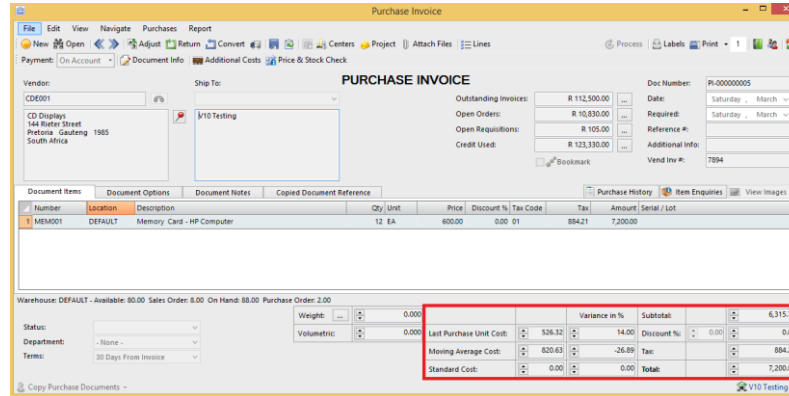 Purchase Invoice
File Edit View Navigate Purchases Report
New Open Adjust Return Convert Centers Project Attach Files Lines Process Labels Print 1
Payment: On Account Document Info Additional Costs Price & Stock Check
Vendor: Ship To: PURCHASE INVOICE Doc Number: PI-000000005
CDE001 Outstanding Invoices: R 112,500.00 ... Date: Saturday , March
CD Displays V10 Testing Open Orders: R 10,830.00 ... Required: Saturday , March
144 Rieter Street
Pretoria Gauteng 1985 Open Requisitions: R 105.00 ... Reference #:
South Africa Credit Used: R 123,330.00 ... Additional Info:
Bookmark Vend Inv #: 7894
Document Items Document Options Document Notes Copied Document Reference Purchase History Item Enquiries View Images
Number Location Description Qty Unit Price Discount % Tax Code Tax Amount Serial / Lot
1 MEM001 DEFAULT Memory Card - HP Computer 12 EA 600.00 0.00 01 884.21 7,200.00
Warehouse: DEFAULT - Available: 80.00 Sales Order: 8.00 On Hand: 88.00 Purchase Order: 2.00
Weight: ... 0.000 Variance in % Subtotal: 6,315.
Status: Volumetric: 0.000 Last Purchase Unit Cost: 526.32 14.00 Discount %: 0.00 0.
Department: - None - Moving Average Cost: 820.63 -26.89 Tax: 884.
Terms: 30 Days From Invoice Standard Cost: 0.00 0.00 Total: 7,200.
Copy Purchase Documents V10 Testing